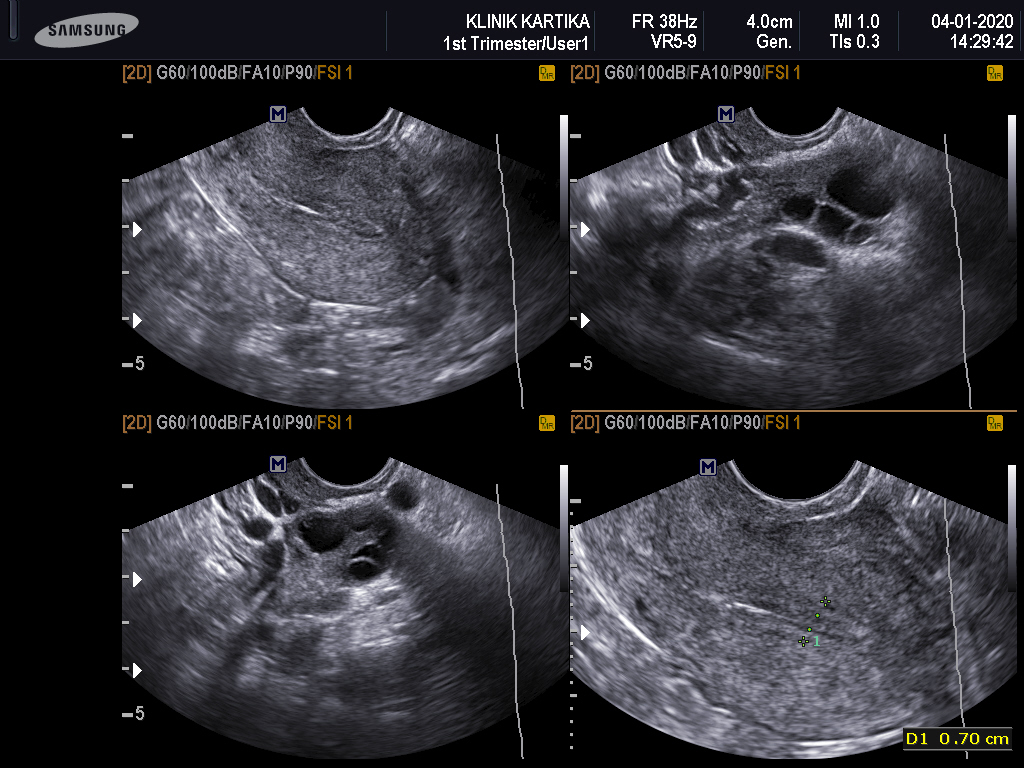 SAMSUNG
KLINIK KARTIKA
1st Trimester/User1
FR 38Hz
VR5-9
4.0cm
Gen.
MI 1.0
TIs 0.3
04-01-2020
14:29:42
[2D] G60/100dB/FA10/P90/FSI 1
M
5
[2D] G60/100dB/FA10/P90/FSI 1
M
5
[2D] G60/100dB/FA10/P90/FSI 1
M
5
[2D] G60/100dB/FA10/P90/FSI 1
M
1
D1 0.70 cm